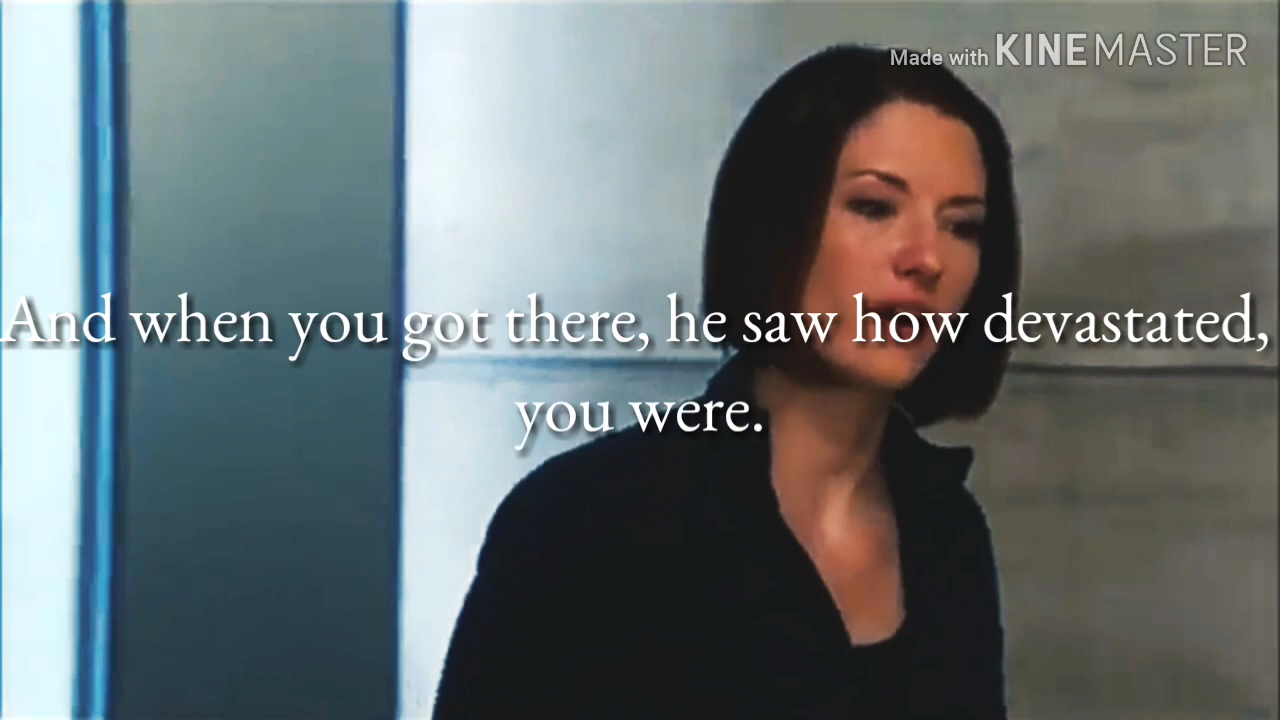 Made with KINEMASTER
And when you got there, he saw how devastated,
you were.